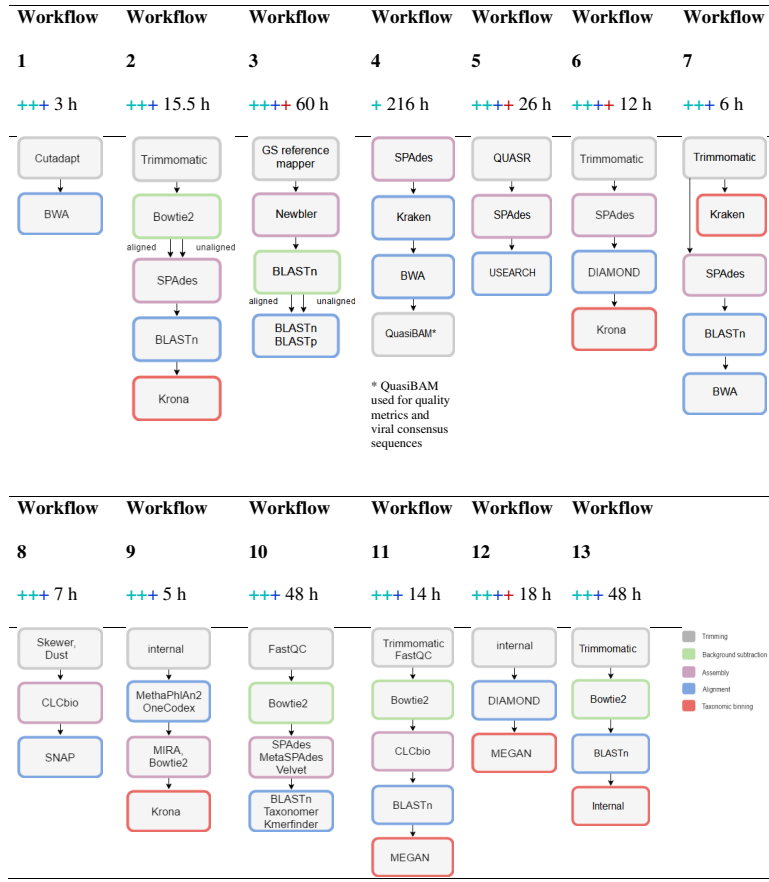 Workflow Workflow Workflow Workflow Workflow Workflow Workflow
1 2 3 4 5 6 7
+++ 3 h +++ 15.5 h ++++ 60 h + 216 h ++++ 26 h ++++ 12 h +++ 6 h
Cutadapt
BWA
Trimmomatic
Bowtie2
aligned unaligned
SPAdes
BLASTn
Krona
GS reference
mapper
Newbler
BLASTn
aligned unaligned
BLASTn
BLASTp
SPAdes
Kraken
BWA
QuasiBAM*
* QuasiBAM
used for quality
metrics and
viral consensus
sequences
QUASR
SPAdes
USEARCH
Trimmomatic
SPAdes
DIAMOND
Krona
Trimmomatic
Kraken
SPAdes
BLASTn
BWA
Workflow Workflow Workflow Workflow Workflow Workflow
8 9 10 11 12 13
+++ 7 h +++ 5 h +++ 48 h +++ 14 h ++++ 18 h +++ 48 h
Skewer,
Dust
CLCbio
SNAP
internal
MethaPhlAn2
OneCodex
MIRA,
Bowtie2
Krona
FastQC
Bowtie2
SPAdes
MetaSPAdes
Velvet
BLASTn
Taxonomer
Kmerfinder
Trimmomatic
FastQC
Bowtie2
CLCbio
BLASTn
MEGAN
internal
DIAMOND
MEGAN
Trimmomatic
Bowtie2
BLASTn
Internal
Trimming
Background subtraction
Assembly
Alignment
Taxonomic binning